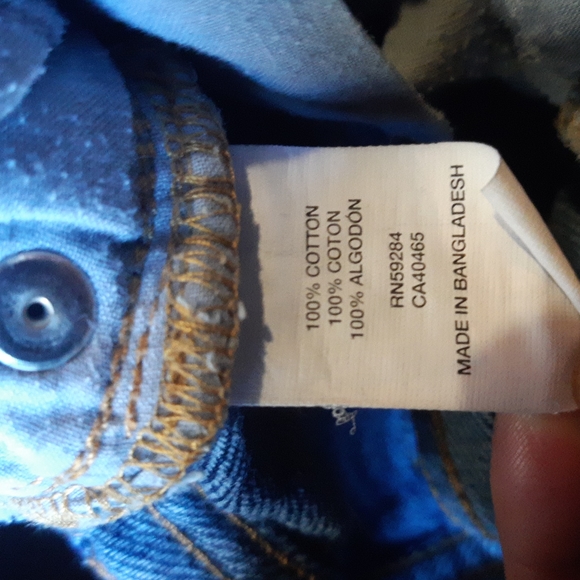 100% COTTON
100% COTON
100% ALGODÓN
RN59284
CA40465
MADE IN BANGLADESH